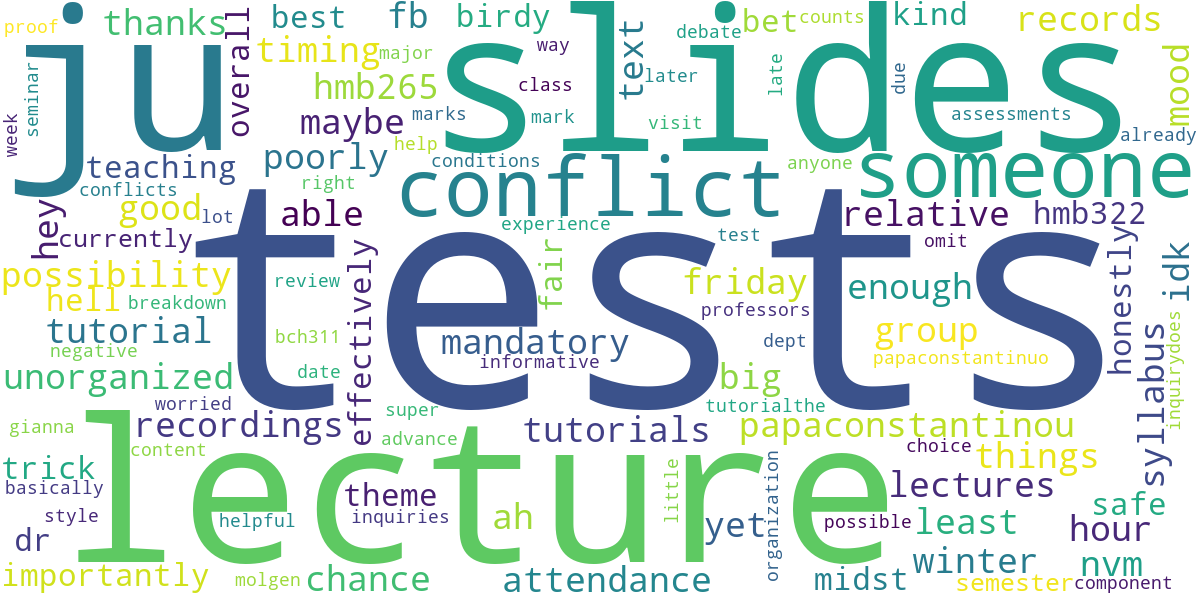 proof
thanks
best
fb
birdy
bet
counts
kind
records
ju
slides
timing
major
way
debate
text
overall
hmb265
class
later
late
due
mood
week
seminar
maybe
marks
mark
visit
assessments
already
teaching
poorly
help
conditions
anyone
someone
conflicts
right
conflict
good
lot
able
relative
hmb322
hey
currently
experience
test
omit
tests
possibility
effectively
fair
friday
enough
honestly
idk
hell
breakdown
review
professors
tutorial
bch311
mandatory
dept
group
negative
informative
papaconstantinuo
unorganized
date
big
syllabus
inquirydoes
worried
super
tutorialthe
gianna
recordings
advance
tutorials
papaconstantinou
content
choice
things
trick
lecture
basically
theme
little
organization
lectures
style
helpful
inquiries
ah
yet
possible
least
safe
dr
hour
importantly
molgen
chance
attendance
midst
winter
nvm
semester
component